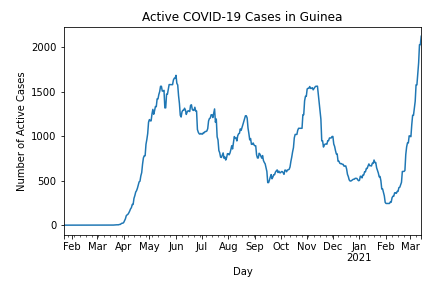 Active COVID-19 Cases in Guinea
Number of Active Cases
2000
1500
1000
500
0
Feb Mar Apr May Jun Jul Aug Sep Oct Nov Dec Jan Feb Mar
2021
Day